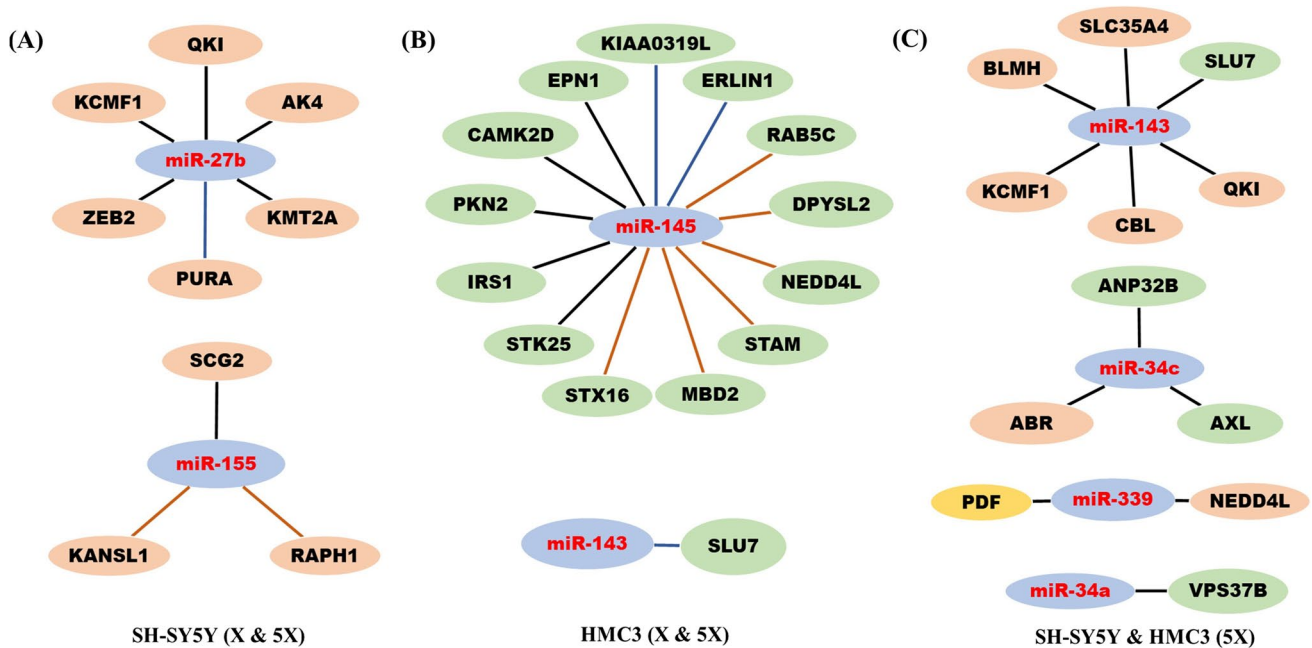 (A)
QKI
KCMF1
AK4
miR-27b
ZEB2
KMT2A
PURA
SCG2
miR-155
KANSL1
RAPH1
SH-SY5Y (X & 5X)
(B)
KIAA0319L
EPN1
ERLIN1
CAMK2D
RAB5C
PKN2
DPYSL2
miR-145
IRS1
NEDD4L
STK25
STAM
STX16
MBD2
miR-143
SLU7
HMC3 (X & 5X)
(C)
SLC35A4
BLMH
SLU7
miR-143
KCMF1
QKI
CBL
ANP32B
miR-34c
ABR
AXL
PDF
miR-339
NEDD4L
miR-34a
VPS37B
SH-SY5Y & HMC3 (5X)